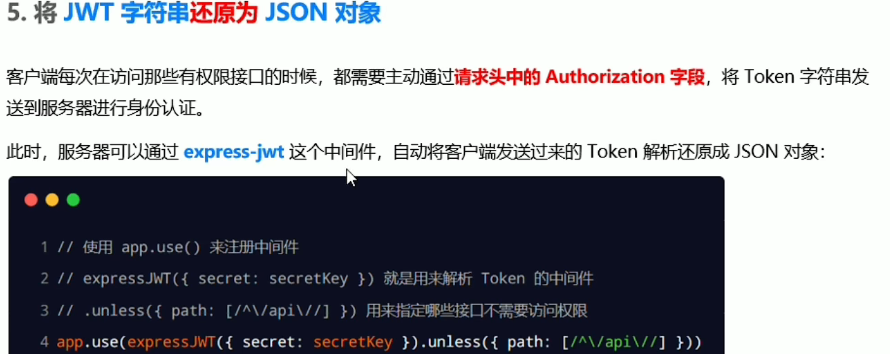 5. 将 JWT 字符串还原为 JSON 对象
客户端每次在访问那些有权限接口的时候，都需要主动通过请求头中的 Authorization 字段，将 Token 字符串发
送到服务器进行身份认证。
此时，服务器可以通过 express-jwt 这个中间件，自动将客户端发送过来的 Token 解析还原成 JSON 对象：
1 // 使用 app.use() 来注册中间件
2 // expressJWT({ secret: secretKey }) 就是用来解析 Token 的中间件
3 // .unless({ path: [/^\/api\//] }) 用来指定哪些接口不需要访问权限
4 app.use(expressJWT({ secret: secretKey }).unless({ path: [/^\/api\//] }))